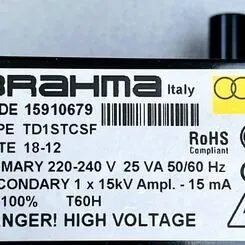 BRAHMA Italy
DE 15910679
PE TD1STCSF
TE 18-12
RoHS
Compliant
MARY 220-240 V 25 VA 50/60 Hz
CONDARY 1 x 15kV Ampl. - 15 mA
100% T60H
NGER! HIGH VOLTAGE